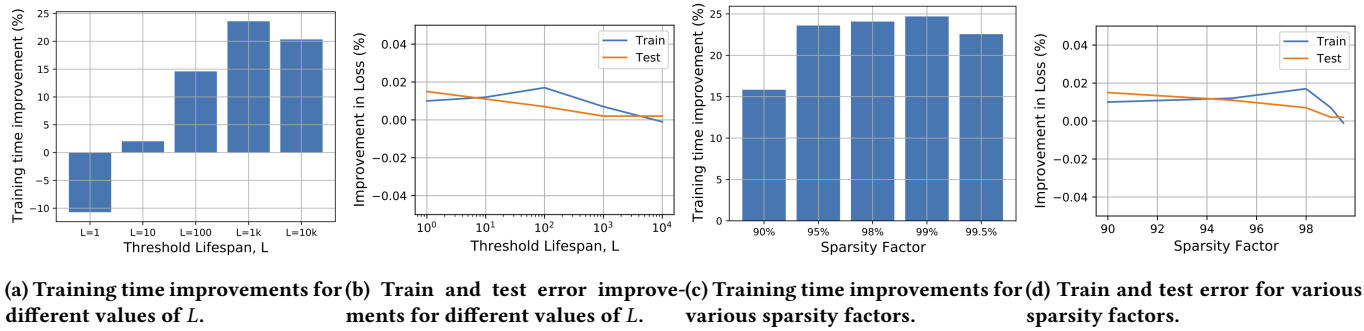 Training time improvement (%)
25
20
15
10
5
0
−5
−10
L=1 L=10 L=100 L=1k L=10k
Threshold Lifespan, L
Improvement in Loss (%)
0.04
0.02
0.00
−0.02
−0.04
Train
Test
10^0 10^1 10^2 10^3 10^4
Threshold Lifespan, L
Training time improvement (%)
25
20
15
10
5
0
90% 95% 98% 99% 99.5%
Sparsity Factor
Improvement in Loss (%)
0.04
0.02
0.00
−0.02
−0.04
Train
Test
90 92 94 96 98
Sparsity Factor
(a) Training time improvements for
different values of L.
(b) Train and test error improve-
ments for different values of L.
(c) Training time improvements for
various sparsity factors.
(d) Train and test error for various
sparsity factors.